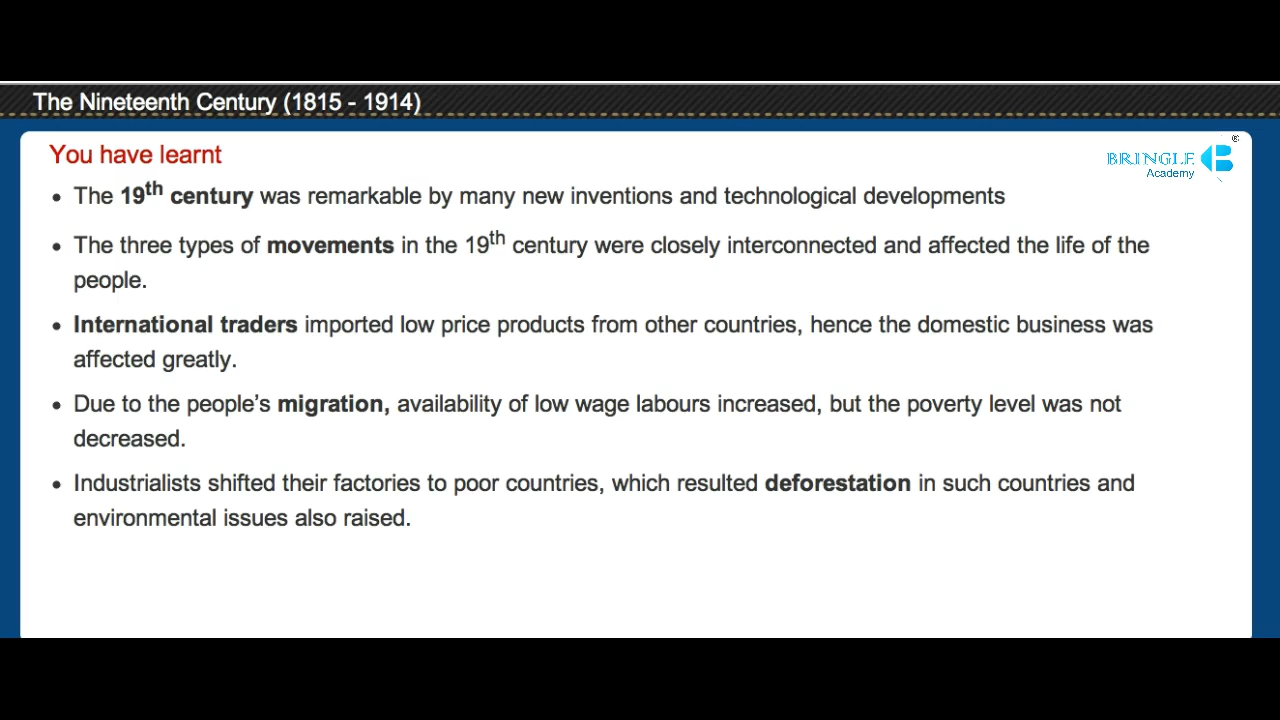 The Nineteenth Century (1815 - 1914)
You have learnt
BRINGLE
Academy
®
• The 19th century was remarkable by many new inventions and technological developments
• The three types of movements in the 19th century were closely interconnected and affected the life of the
people.
• International traders imported low price products from other countries, hence the domestic business was
affected greatly.
• Due to the people’s migration, availability of low wage labours increased, but the poverty level was not
decreased.
• Industrialists shifted their factories to poor countries, which resulted deforestation in such countries and
environmental issues also raised.